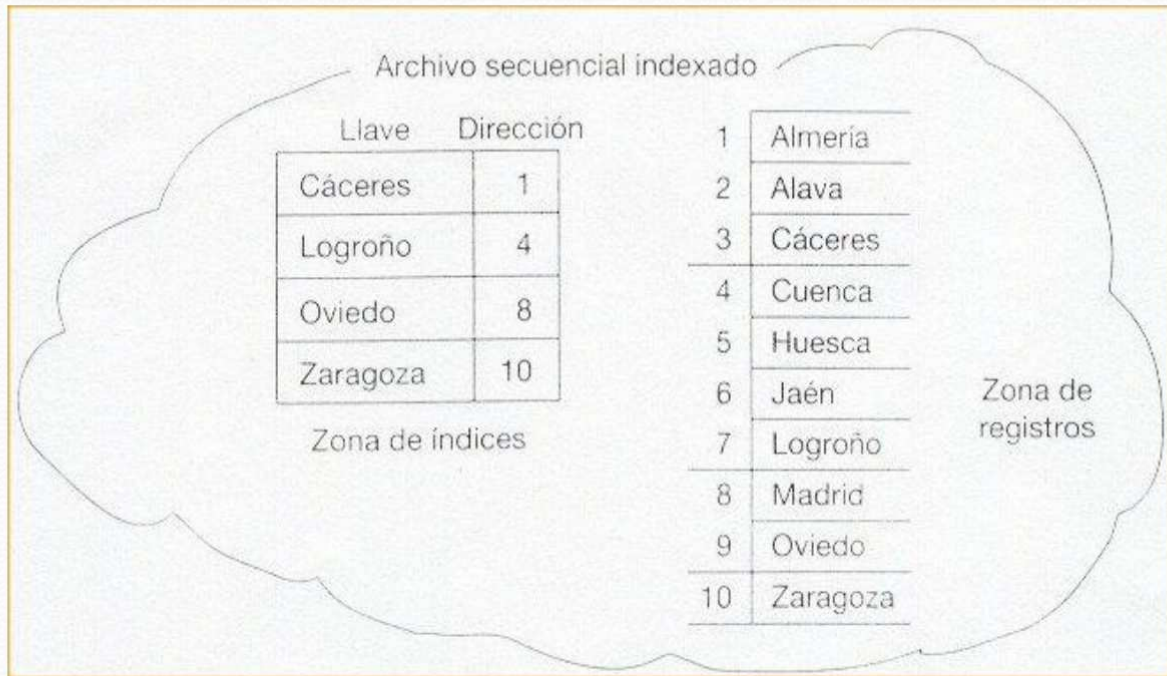 Archivo secuencial indexado
Llave Dirección
Cáceres 1
Logroño 4
Oviedo 8
Zaragoza 10
Zona de índices
1 Almería
2 Alava
3 Cáceres
4 Cuenca
5 Huesca
6 Jaén
7 Logroño
8 Madrid
9 Oviedo
10 Zaragoza
Zona de
registros